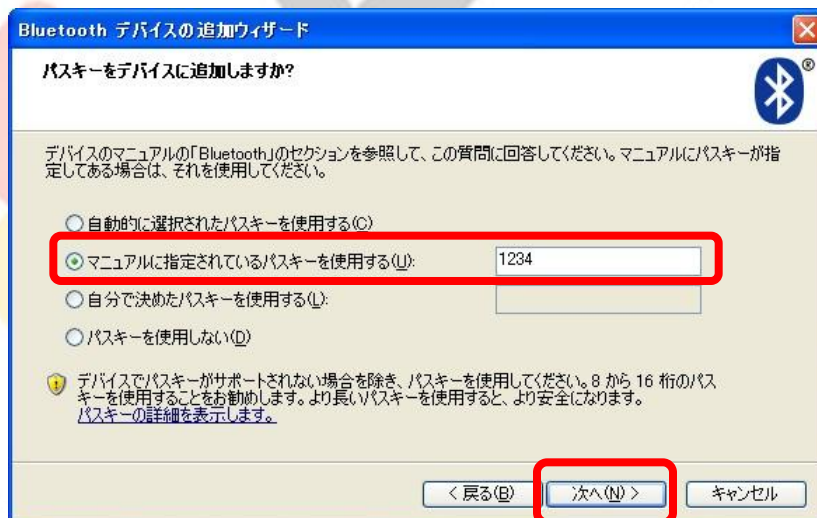 Bluetooth デバイスの追加ウィザード
パスキーをデバイスに追加しますか?
®
デバイスのマニュアルの「Bluetooth」のセクションを参照して、この質問に回答してください。マニュアルにパスキーが指
定してある場合は、それを使用してください。
自動的に選択されたパスキーを使用する(C)
マニュアルに指定されているパスキーを使用する(U): 1234
自分で決めたパスキーを使用する(L):
パスキーを使用しない(D)
デバイスでパスキーがサポートされない場合を除き、パスキーを使用してください。8 から 16 桁のパス
キーを使用することをお勧めします。より長いパスキーを使用すると、より安全になります。
パスキーの詳細を表示します。
< 戻る(B) 次へ(N) > キャンセル